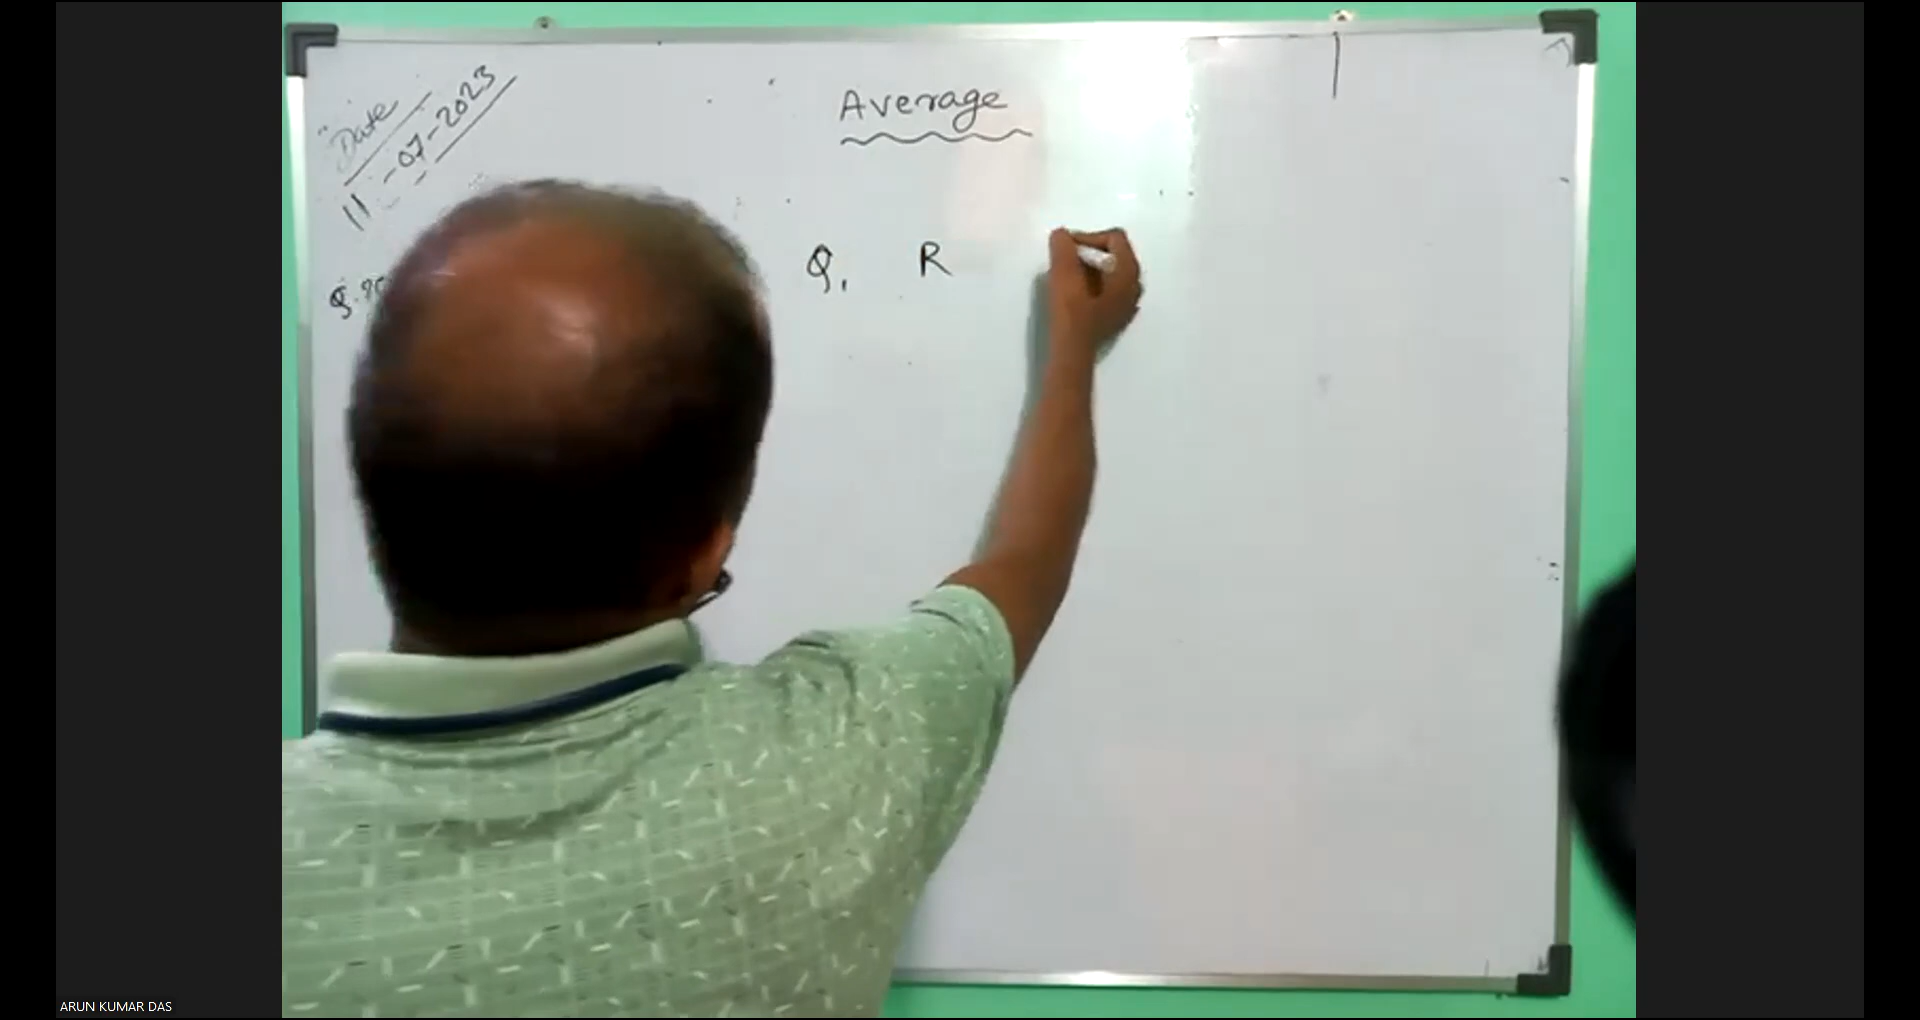 Average
Date
11-07-2023
Q, R
ARUN KUMAR DAS